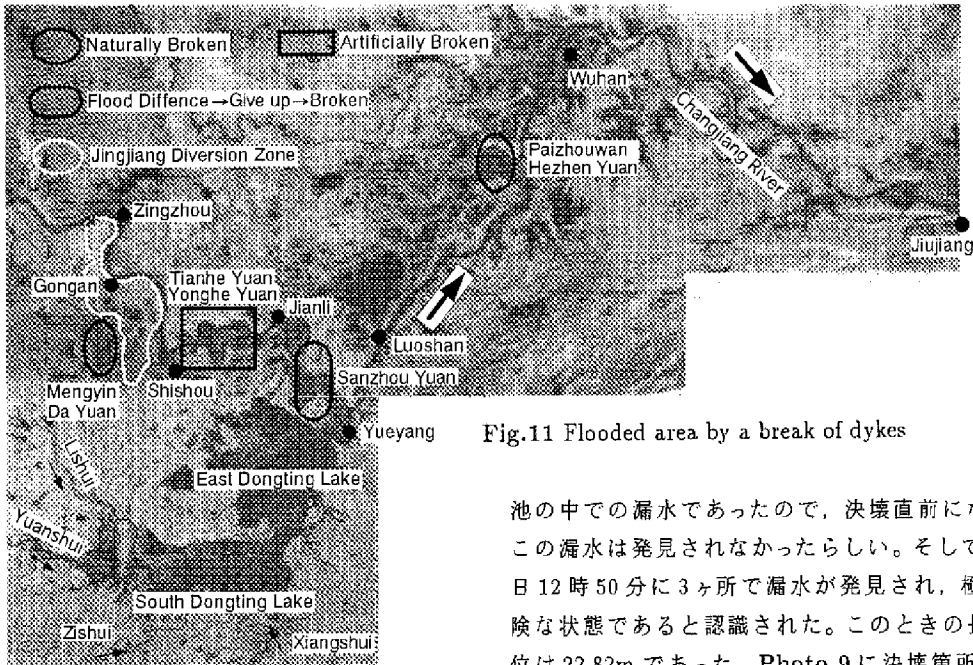 Naturally Broken
Artificially Broken
Flood Diffence→Give up→Broken
Jingjiang Diversion Zone
Wuhan
Changjiang River
Paizhouwan
Hezhen Yuan
Zingzhou
Jiujiang
Gongan
Tianhe Yuan
Yonghe Yuan
Jianli
Luoshan
Mengyin
Da Yuan
Shishou
Sanzhou Yuan
Yueyang
Lishui
East Dongting Lake
Yuanshui
South Dongting Lake
Zishui
Xiangshui
Fig.11 Flooded area by a break of dykes
池の中での漏水であったので，決壊直前に
この漏水は発見されなかったらしい。そして
日 12 時 50 分に 3 ヶ所で漏水が発見され，
険な状態であると認識された。このときの
位は 22.82m であった。Photo 9 に決壊箇所